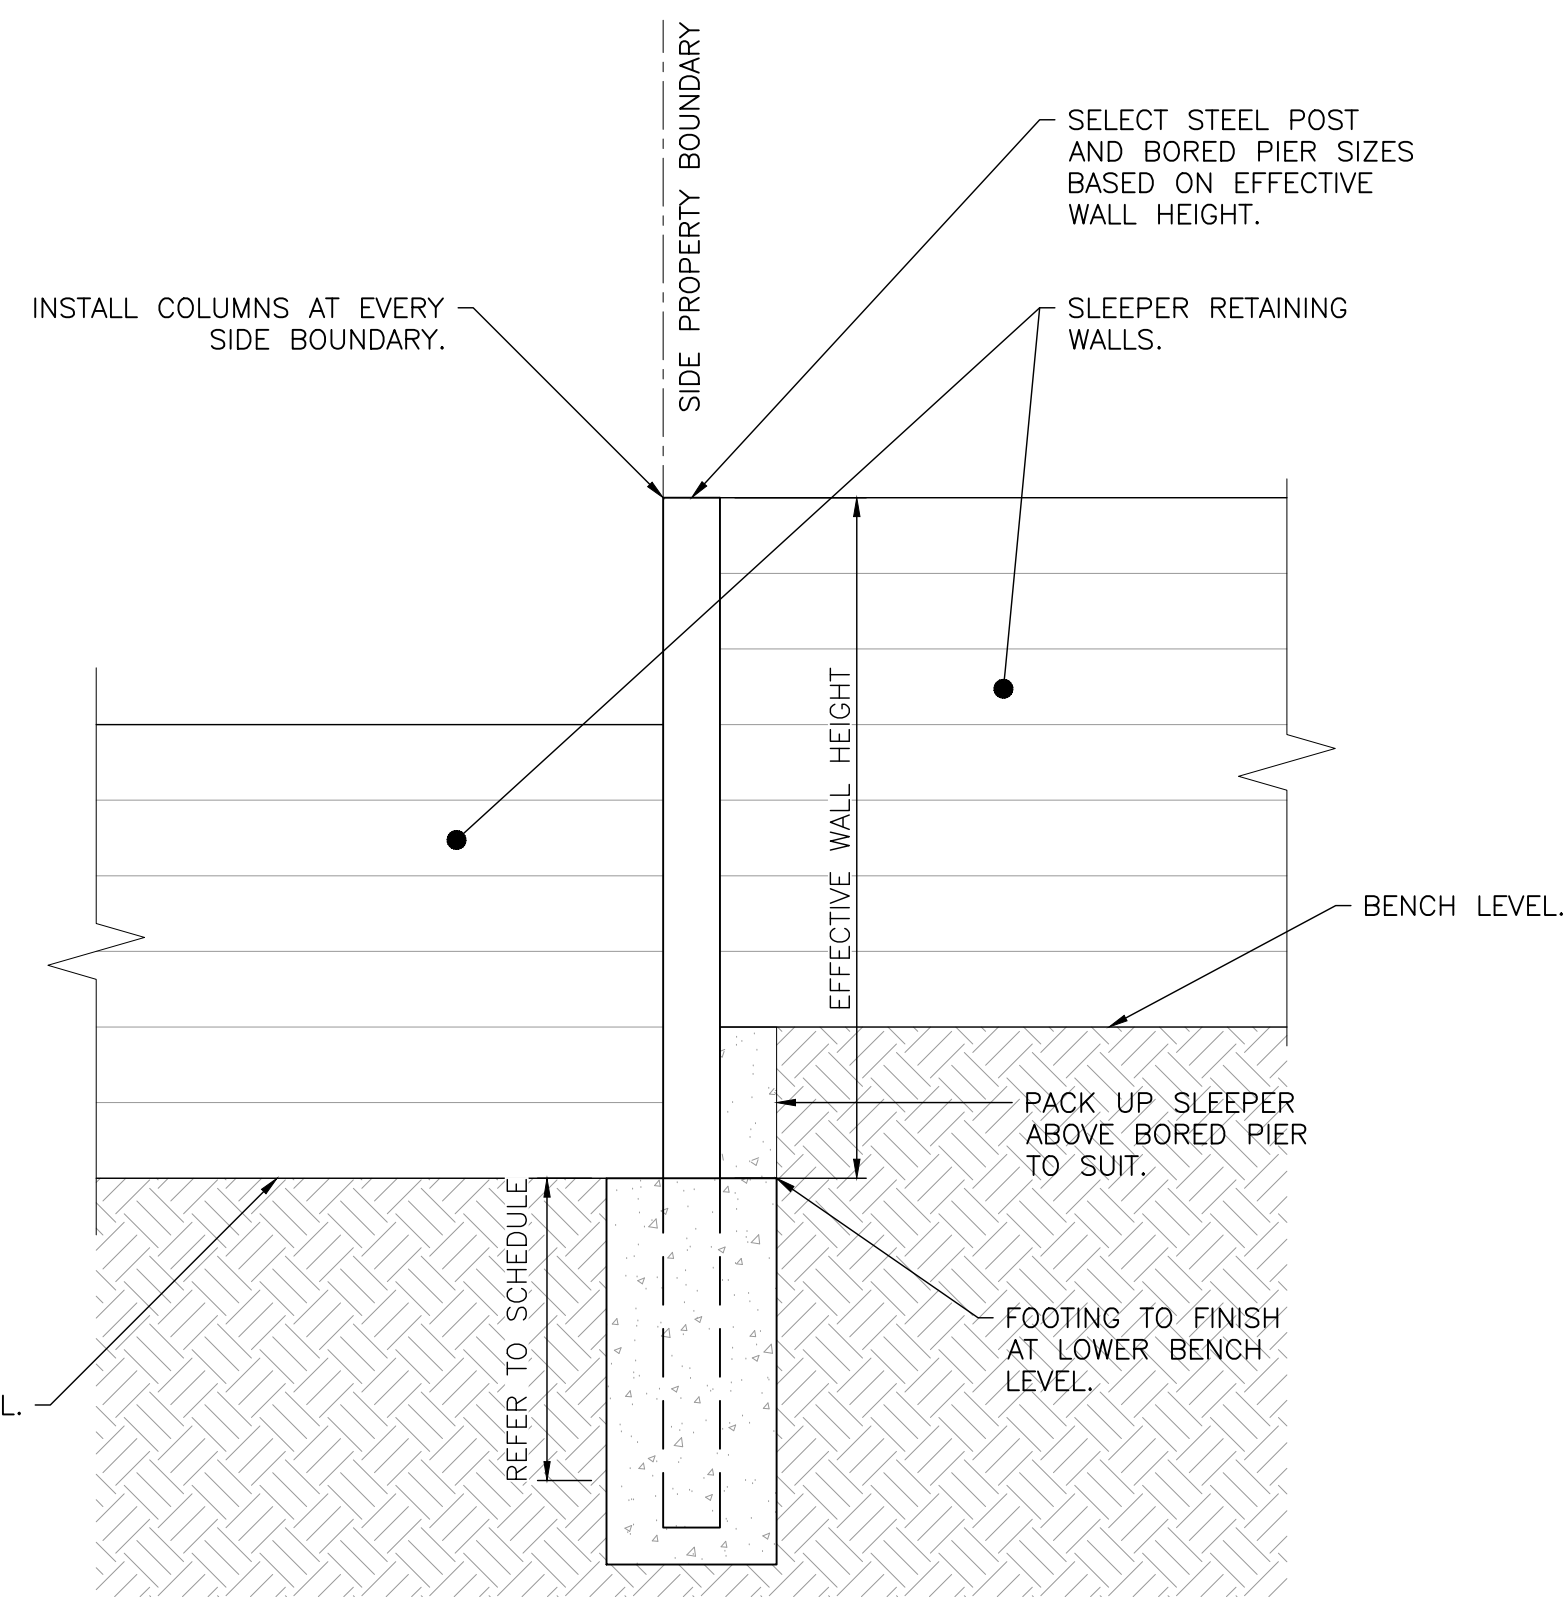 SIDE PROPERTY BOUNDARY
SELECT STEEL POST
AND BORED PIER SIZES
BASED ON EFFECTIVE
WALL HEIGHT.
INSTALL COLUMNS AT EVERY
SIDE BOUNDARY.
SLEEPER RETAINING
WALLS.
EFFECTIVE WALL HEIGHT
BENCH LEVEL.
PACK UP SLEEPER
ABOVE BORED PIER
TO SUIT.
REFER TO SCHEDULE
FOOTING TO FINISH
AT LOWER BENCH
LEVEL.
L.